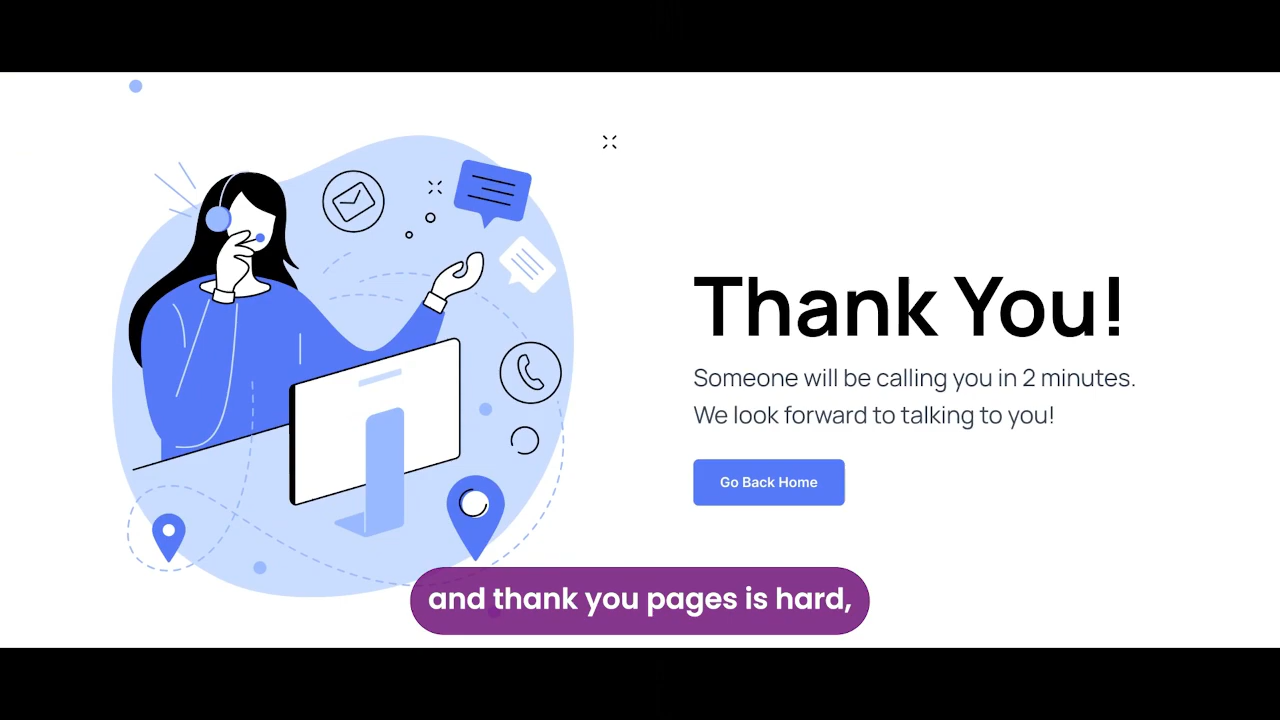 Thank You!
Someone will be calling you in 2 minutes.
We look forward to talking to you!
Go Back Home
and thank you pages is hard,